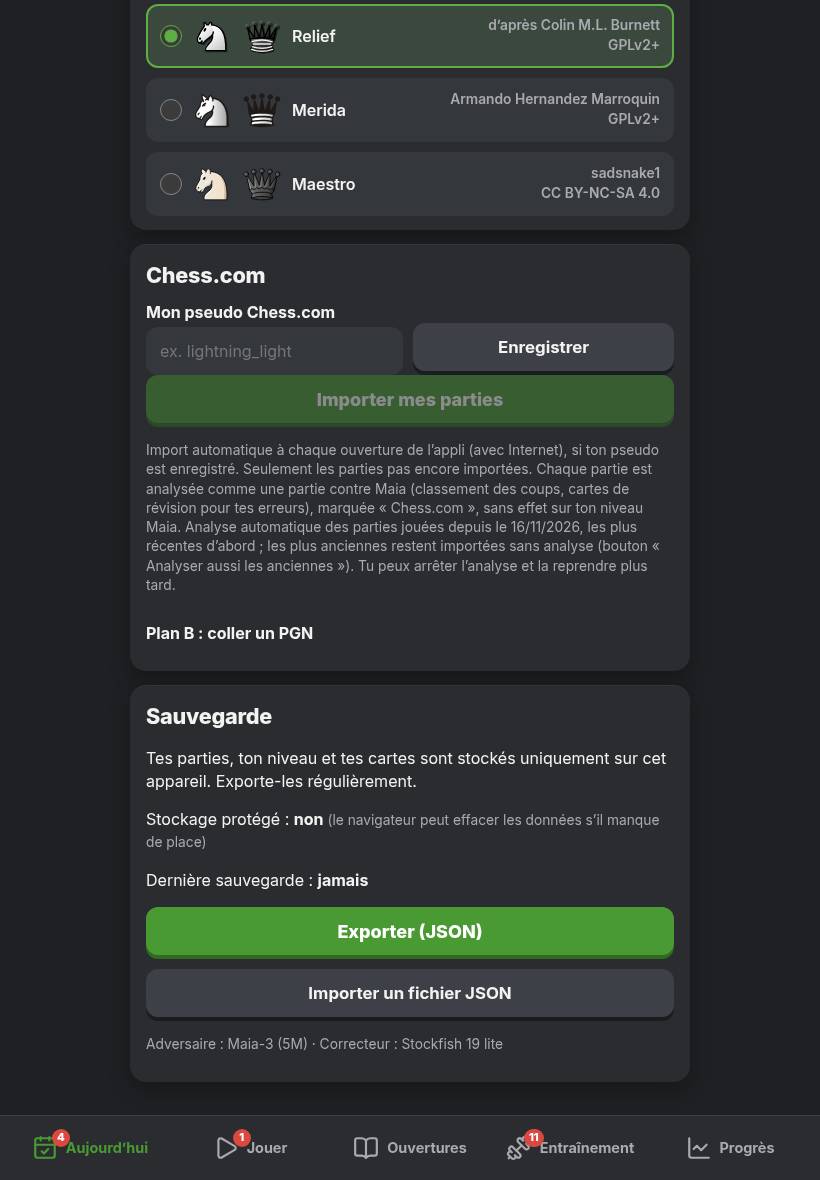 Relief
d'après Colin M.L. Burnett
GPLv2+
Merida
Armando Hernandez Marroquin
GPLv2+
Maestro
sadsnake1
CC BY-NC-SA 4.0
Chess.com
Mon pseudo Chess.com
ex. lightning_light
Enregistrer
Importer mes parties
Import automatique à chaque ouverture de l'appli (avec Internet), si ton pseudo
est enregistré. Seulement les parties pas encore importées. Chaque partie est
analysée comme une partie contre Maia (classement des coups, cartes de
révision pour tes erreurs), marquée « Chess.com », sans effet sur ton niveau
Maia. Analyse automatique des parties jouées depuis le 16/11/2026, les plus
récentes d'abord ; les plus anciennes restent importées sans analyse (bouton «
Analyser aussi les anciennes »). Tu peux arrêter l'analyse et la reprendre plus
tard.
Plan B : coller un PGN
Sauvegarde
Tes parties, ton niveau et tes cartes sont stockés uniquement sur cet
appareil. Exporte-les régulièrement.
Stockage protégé : non (le navigateur peut effacer les données s'il manque
de place)
Dernière sauvegarde : jamais
Exporter (JSON)
Importer un fichier JSON
Adversaire : Maia-3 (5M) · Correcteur : Stockfish 19 lite
4 Aujourd'hui
1 Jouer
Ouvertures
11 Entraînement
Progrès